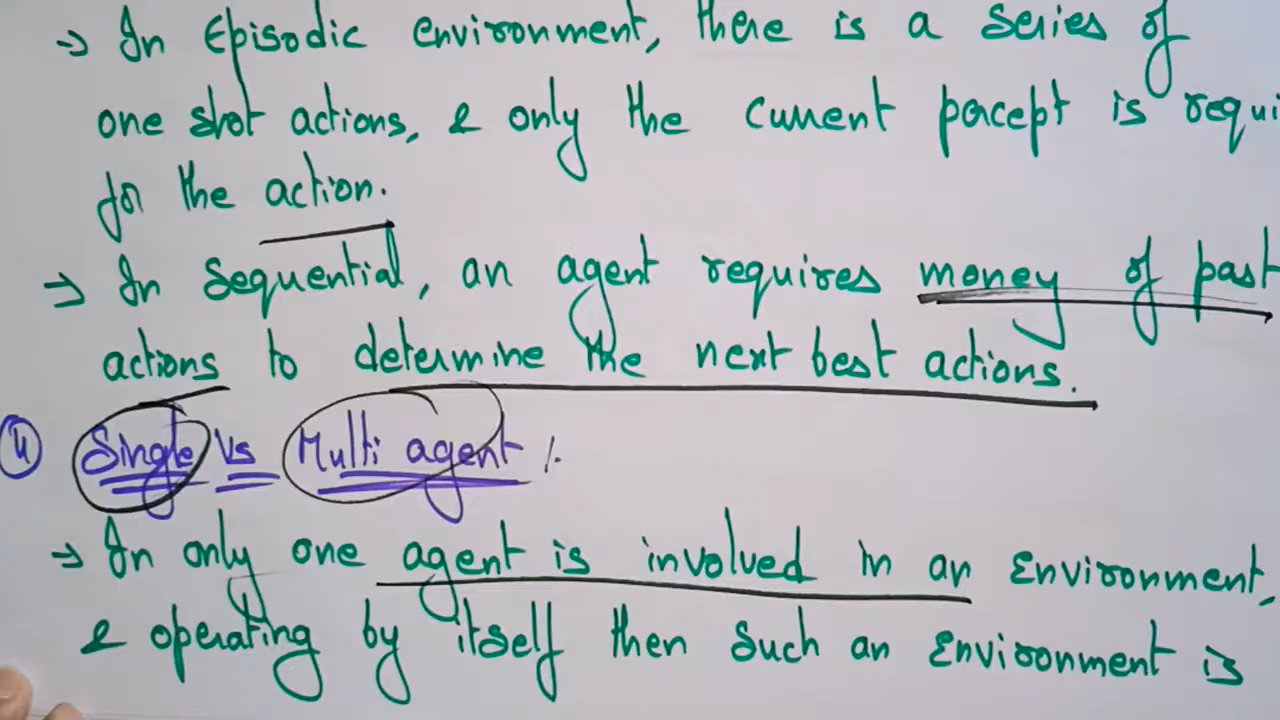 → In Episodic environment, there is a series of
one shot actions, & only the current percept is requi
for the action.
→ In Sequential, an agent requires money of past
actions to determine the next best actions.
4 Single Vs Multi agent :
→ In only one agent is involved in an Environment,
& operating by itself then such an Environment is